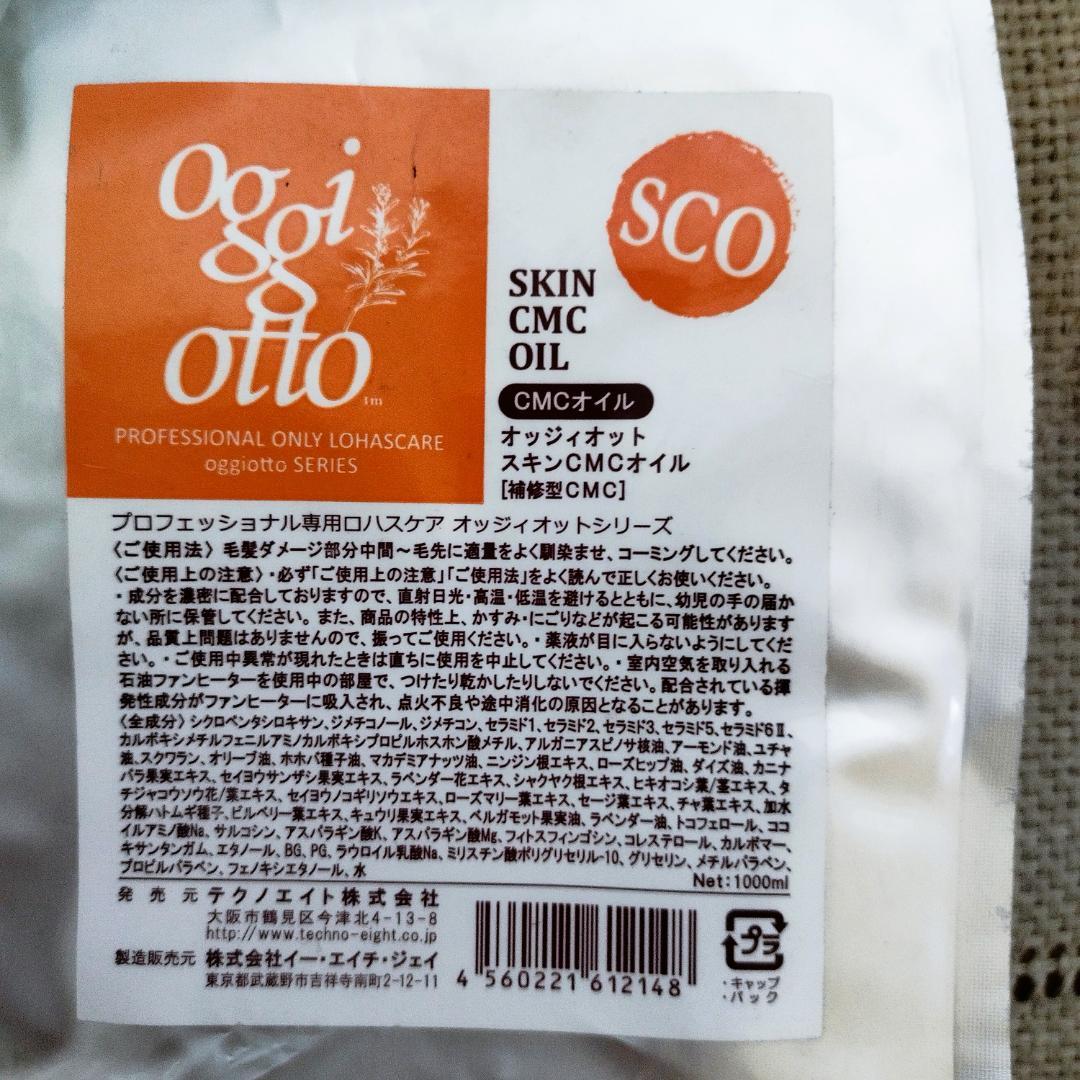 oggi
otto
tm
PROFESSIONAL ONLY LOHASCARE
oggiotto SERIES
SCO
SKIN
CMC
OIL
CMCオイル
オッジィオット
スキンCMCオイル
[補修型CMC]
プロフェッショナル専用ロハスケア オッジィオットシリーズ
〈ご使用法〉毛髪ダメージ部分中間〜毛先に適量をよく馴染ませ、コーミングしてください。
〈ご使用上の注意〉・必ず「ご使用上の注意」「ご使用法」をよく読んで正しくお使いください。
・成分を濃密に配合しておりますので、直射日光・高温・低温を避けるとともに、幼児の手の届か
ない所に保管してください。また、商品の特性上、かすみ・にごりなどが起こる可能性があります
が、品質上問題はありませんので、振ってご使用ください。・薬液が目に入らないようにしてくだ
さい。・ご使用中異常が現れたときは直ちに使用を中止してください。・室内空気を取り入れる
石油ファンヒーターを使用中の部屋で、つけたり乾かしたりしないでください。配合されている揮
発性成分がファンヒーターに吸入され、点火不良や途中消化の原因となることがあります。
〈全成分〉シクロペンタシロキサン、ジメチコノール、ジメチコン、セラミド1、セラミド2、セラミド3、セラミド5、セラミド6Ⅱ、
カルボキシメチルフェニルアミノカルボキシプロピルホスホン酸メチル、アルガニアスピノサ核油、アーモンド油、ユチャ
油、スクワラン、オリーブ油、ホホバ種子油、マカデミアナッツ油、ニンジン根エキス、ローズヒップ油、ダイズ油、カニナ
バラ果実エキス、セイヨウサンザシ果実エキス、ラベンダー花エキス、シャクヤク根エキス、ヒキオコシ葉/茎エキス、タ
チジャコウソウ花/葉エキス、セイヨウノコギリソウエキス、ローズマリー葉エキス、セージ葉エキス、チャ葉エキス、加水
分解ハトムギ種子、ビルベリー葉エキス、キュウリ果実エキス、ベルガモット果実油、ラベンダー油、トコフェロール、ココ
イルアミノ酸Na、サルコシン、アスパラギン酸K、アスパラギン酸Mg、フィトスフィンゴシン、コレステロール、カルボマー、
キサンタンガム、エタノール、BG、PG、ラウロイル乳酸Na、ミリスチン酸ポリグリセリル-10、グリセリン、メチルパラベン、
プロピルパラベン、フェノキシエタノール、水
Net:1000ml
発売元 テクノエイト株式会社
大阪市鶴見区今津北4-13-8
http://www.techno-eight.co.jp
製造販売元 株式会社イー・エイチ・ジェイ
東京都武蔵野市吉祥寺南町2-12-11
4 560221 612148
プラ
・キャップ
・パック